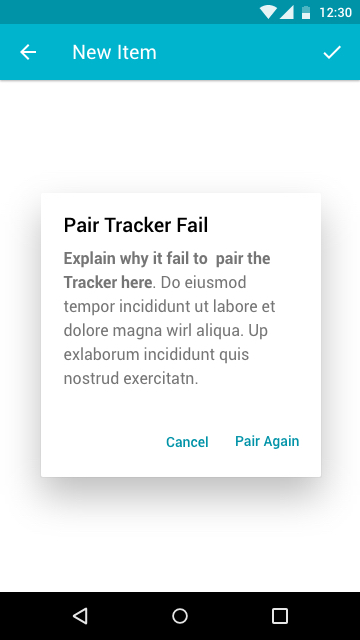 12:30
New Item
Pair Tracker Fail
Explain why it fail to  pair the
Tracker here. Do eiusmod
tempor incididunt ut labore et
dolore magna wirl aliqua. Up
exlaborum incididunt quis
nostrud exercitatn.
Cancel
Pair Again